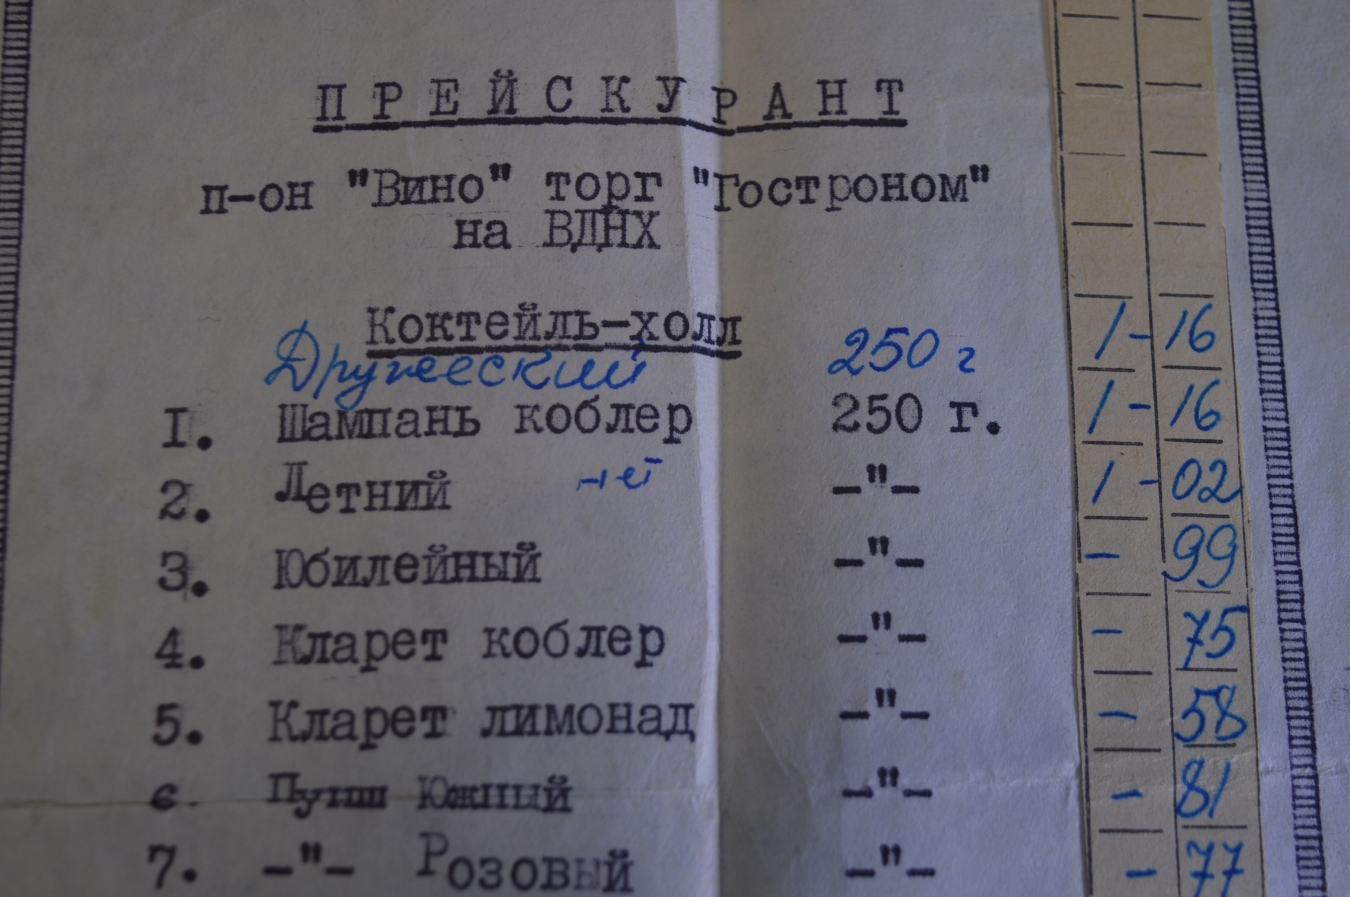 ПРЕЙСКУРАНТ
п-он "Вино" торг "Гостроном"
на ВДНХ
Коктейль-холл
Дружеский 250 г 1-16
I. Шампань коблер 250 г. 1-16
2. Летний нет -"- 1-02
3. Юбилейный -"- - 99
4. Кларет коблер -"- - 75
5. Кларет лимонад -"- - 58
6. Пунш Южный -"- - 81
7. -"- Розовый -"- - 77